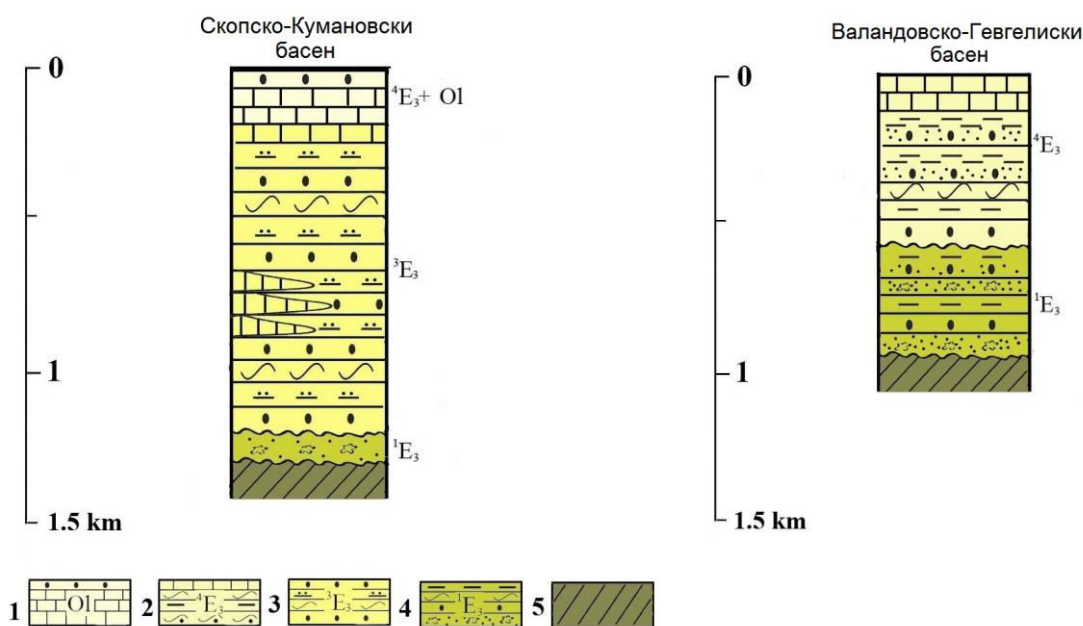 Скопско-Кумановски
басен
0
⁴E₃+ Ol
³E₃
1
¹E₃
1.5 km
Валандовско-Гевгелиски
басен
0
⁴E₃
¹E₃
1
1.5 km
1 Ol 2 ⁴E₃ 3 ³E₃ 4 ¹E₃ 5